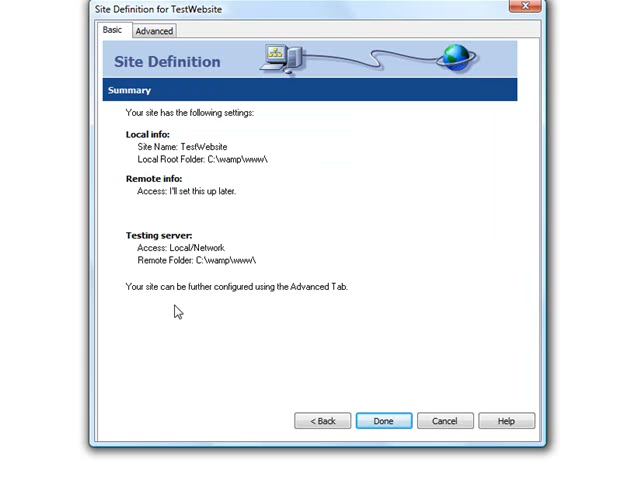 Site Definition for TestWebsite
Basic
Advanced
Site Definition
Summary
Your site has the following settings:
Local info:
Site Name: TestWebsite
Local Root Folder: C:\wamp\www\
Remote info:
Access: I'll set this up later.
Testing server:
Access: Local/Network
Remote Folder: C:\wamp\www\
Your site can be further configured using the Advanced Tab.
< Back
Done
Cancel
Help